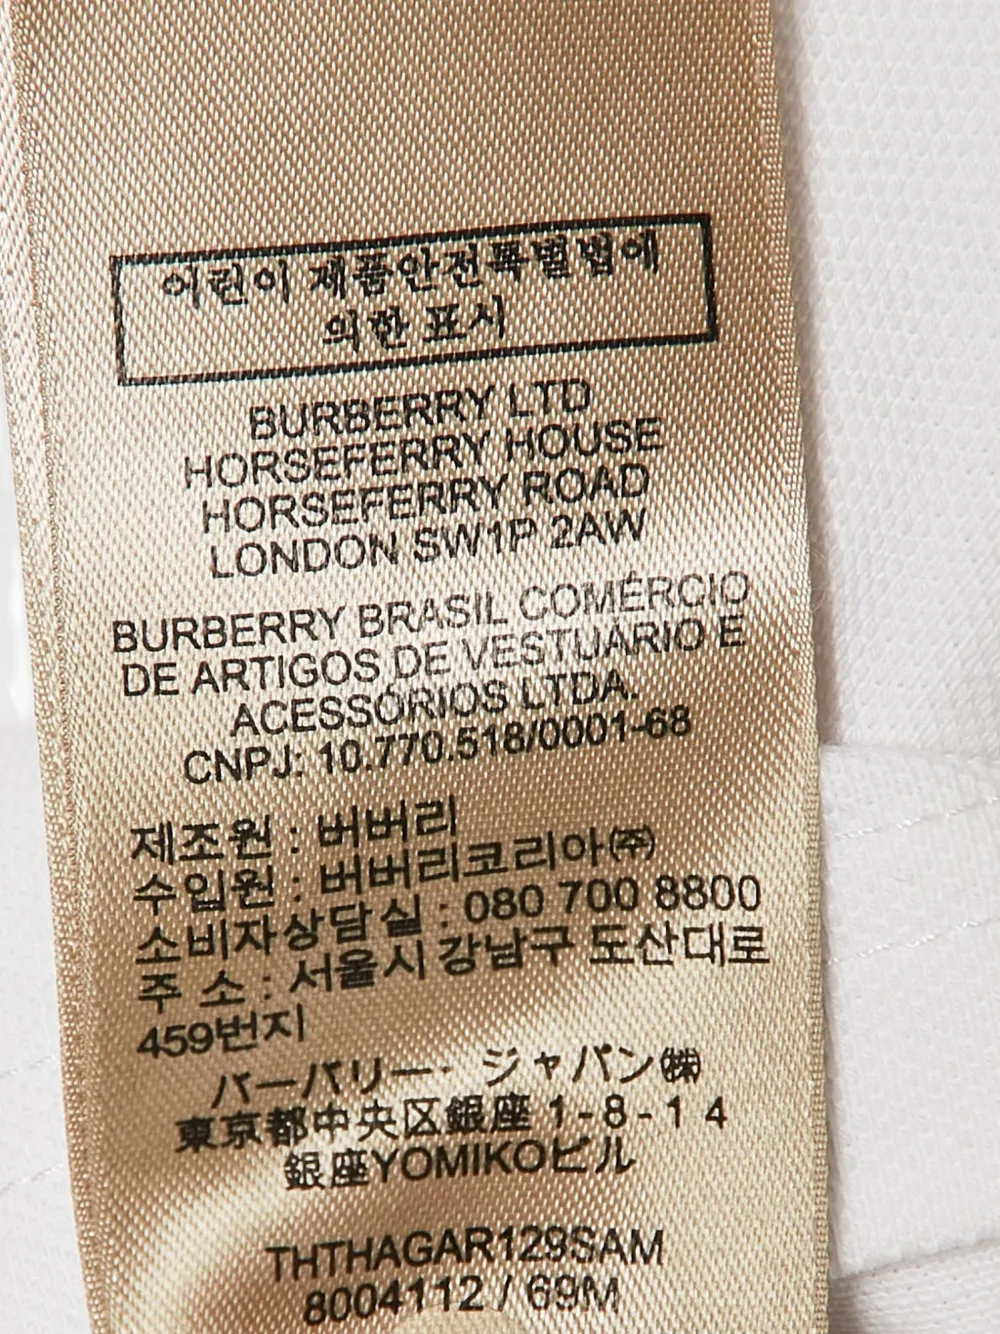 어린이 제품안전특별법에
의한 표시
BURBERRY LTD
HORSEFERRY HOUSE
HORSEFERRY ROAD
LONDON SW1P 2AW
BURBERRY BRASIL COMÉRCIO
DE ARTIGOS DE VESTUÁRIO E
ACESSÓRIOS LTDA.
CNPJ: 10.770.518/0001-68
제조원 : 버버리
수입원 : 버버리코리아㈜
소비자상담실 : 080 700 8800
주 소 : 서울시 강남구 도산대로
459번지
バーバリー・ジャパン㈱
東京都中央区銀座 1-8-14
銀座YOMIKOビル
THTHAGAR129SAM
8004112 / 69M